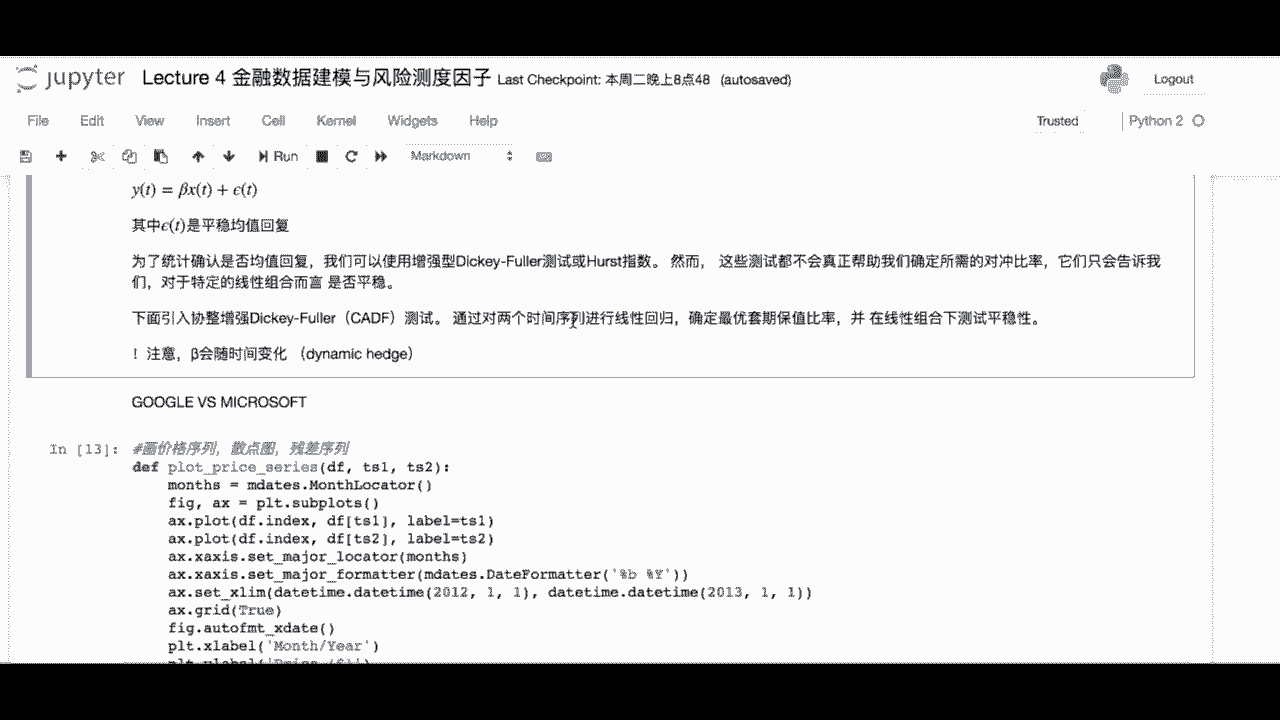 jupyter Lecture 4 金融数据建模与风险测度因子 Last Checkpoint: 本周二晚上8点48 (autosaved) Logout
File Edit View Insert Cell Kernel Widgets Help Trusted Python 2
Run Markdown
y(t) = βx(t) + ϵ(t)
其中ϵ(t)是平稳均值回复
为了统计确认是否均值回复，我们可以使用增强型Dickey-Fuller测试或Hurst指数。 然而， 这些测试都不会真正帮助我们确定所需的对冲比率，它们只会告诉我
们，对于特定的线性组合而言 是否平稳。
下面引入协整增强Dickey-Fuller（CADF）测试。 通过对两个时间序列进行线性回归，确定最优套期保值比率，并 在线性组合下测试平稳性。
！ 注意，β会随时间变化 （dynamic hedge）
GOOGLE VS MICROSOFT
In [13]: #画价格序列，散点图，残差序列
def plot_price_series(df, ts1, ts2):
months = mdates.MonthLocator()
fig, ax = plt.subplots()
ax.plot(df.index, df[ts1], label=ts1)
ax.plot(df.index, df[ts2], label=ts2)
ax.xaxis.set_major_locator(months)
ax.xaxis.set_major_formatter(mdates.DateFormatter('%b %Y'))
ax.set_xlim(datetime.datetime(2012, 1, 1), datetime.datetime(2013, 1, 1))
ax.grid(True)
fig.autofmt_xdate()
plt.xlabel('Month/Year')